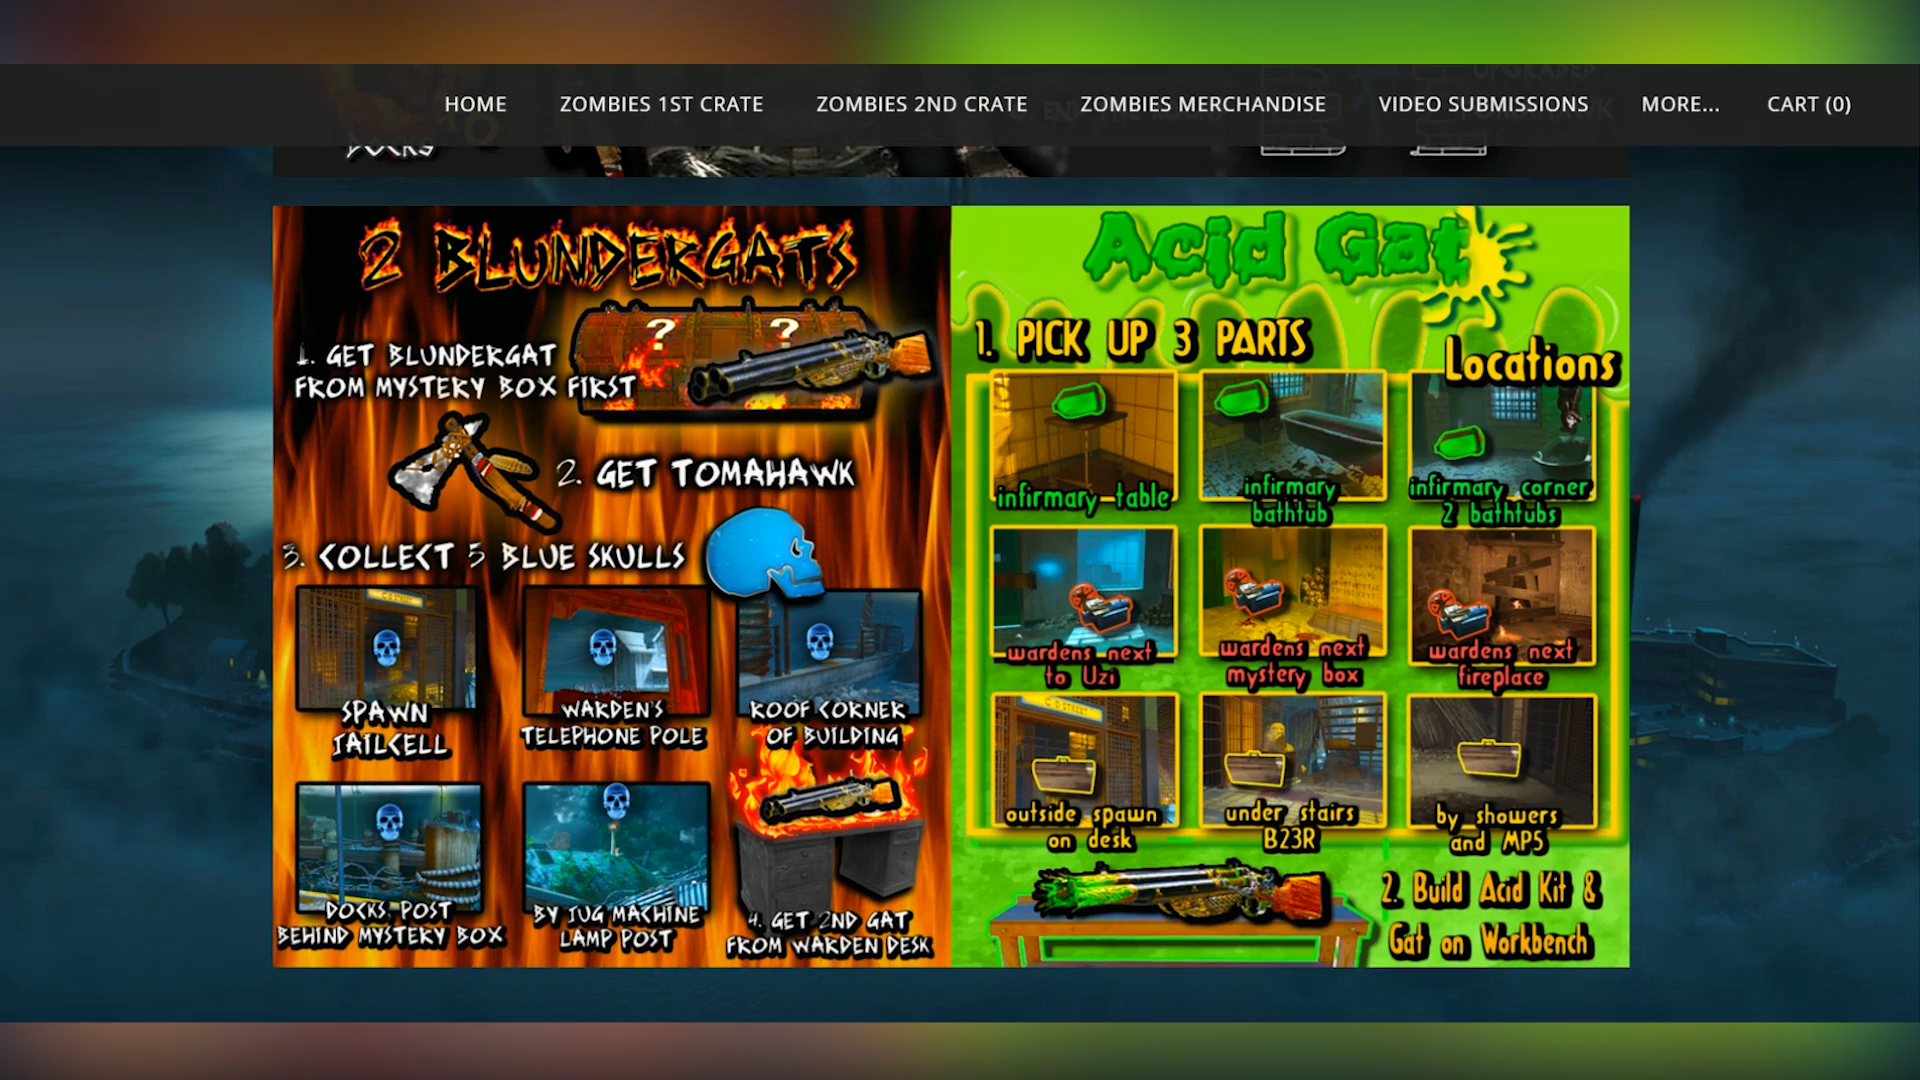 HOME ZOMBIES 1ST CRATE ZOMBIES 2ND CRATE ZOMBIES MERCHANDISE VIDEO SUBMISSIONS MORE... CART (0)
DOCKS
2 BLUNDERGATS
1. GET BLUNDERGAT
FROM MYSTERY BOX FIRST
? ?
2. GET TOMAHAWK
3. COLLECT 5 BLUE SKULLS
SPAWN
JAILCELL
WARDEN'S
TELEPHONE POLE
ROOF CORNER
OF BUILDING
DOCKS, POST
BEHIND MYSTERY BOX
BY JUG MACHINE
LAMP POST
4. GET 2ND GAT
FROM WARDEN DESK
Acid Gat
1. PICK UP 3 PARTS
Locations
infirmary table
infirmary
bathtub
infirmary corner
2 bathtubs
wardens next
to Uzi
wardens next
mystery box
wardens next
fireplace
C-D STREET
outside spawn
on desk
under stairs
B23R
by showers
and MP5
2. Build Acid Kit &
Gat on Workbench